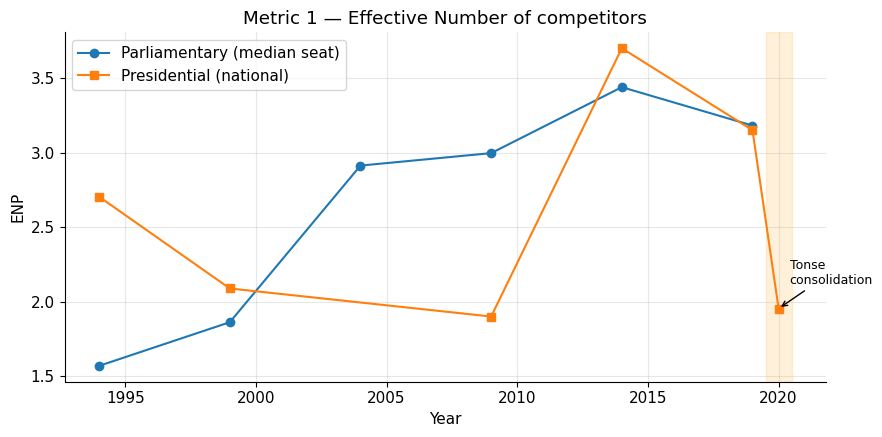 Metric 1 — Effective Number of competitors
Parliamentary (median seat)
Presidential (national)
ENP
3.5
3.0
2.5
2.0
1.5
Tonse
consolidation
1995
2000
2005
2010
2015
2020
Year